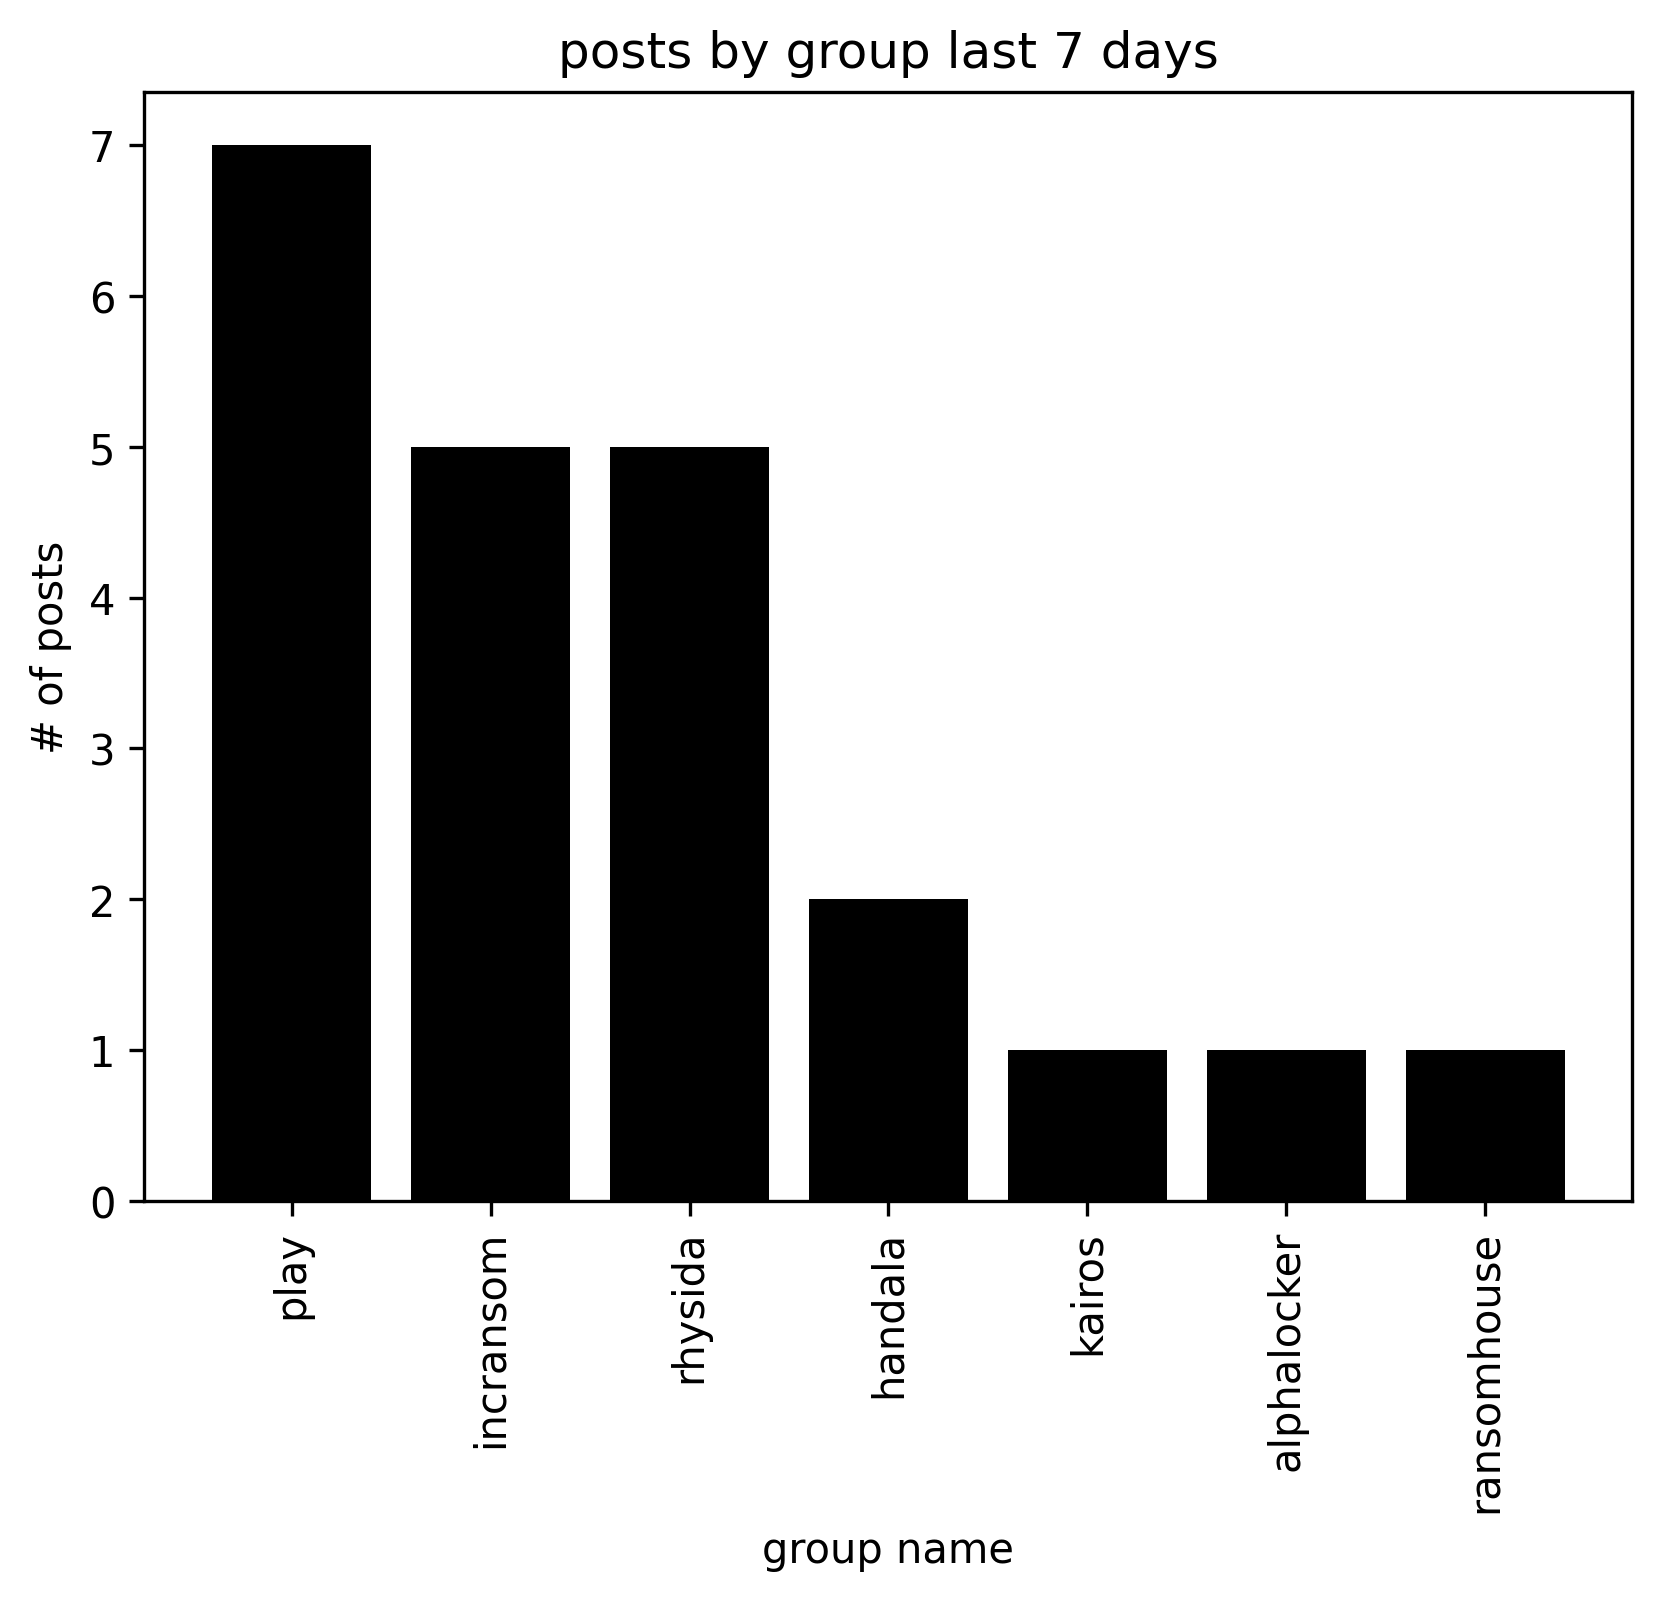 posts by group last 7 days
# of posts
7
6
5
4
3
2
1
0
play
incransom
rhysida
handala
kairos
alphalocker
ransomhouse
group name